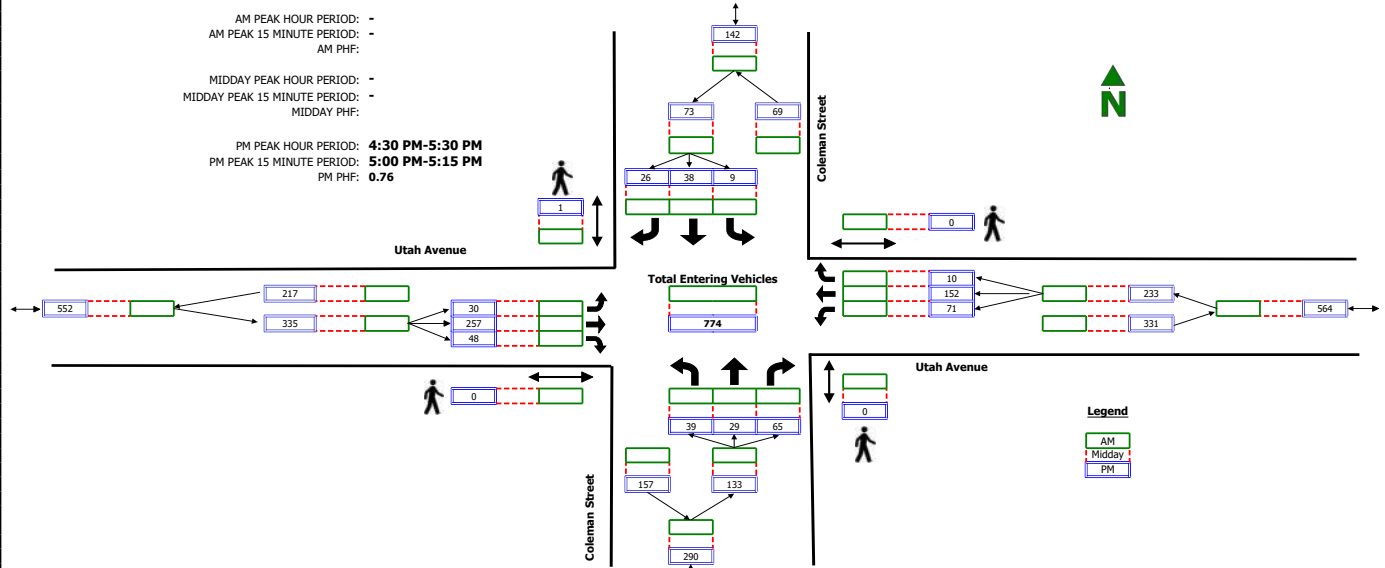 AM PEAK HOUR PERIOD: -
AM PEAK 15 MINUTE PERIOD: -
AM PHF:
MIDDAY PEAK HOUR PERIOD: -
MIDDAY PEAK 15 MINUTE PERIOD: -
MIDDAY PHF:
PM PEAK HOUR PERIOD: 4:30 PM-5:30 PM
PM PEAK 15 MINUTE PERIOD: 5:00 PM-5:15 PM
PM PHF: 0.76
142
73 69
26 38 9
Coleman Street
N
1
0
Utah Avenue
Total Entering Vehicles
774
552
217
335
30
257
48
10
152
71
233
331
564
Utah Avenue
0
0
39 29 65
157 133
290
Coleman Street
Legend
AM
Midday
PM